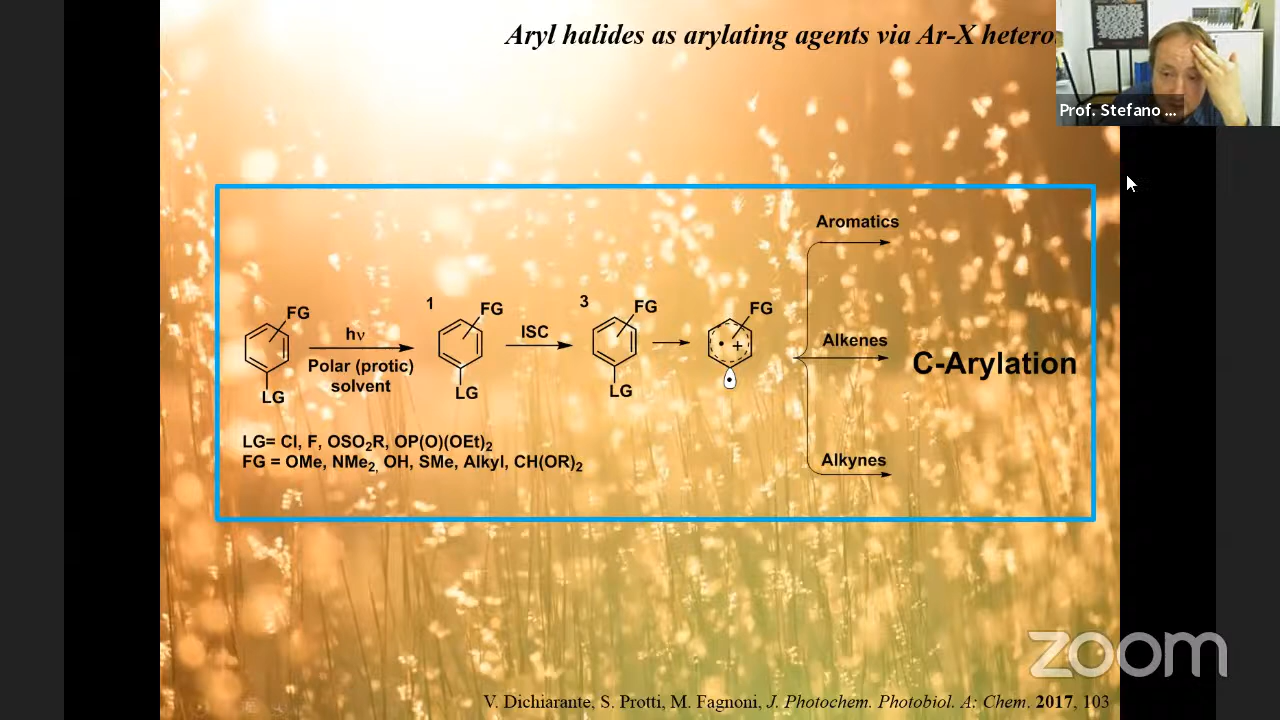 Aryl halides as arylating agents via Ar-X hetero
Prof. Stefano ...
Aromatics
FG
1
FG
3
FG
FG
hν
ISC
Alkenes
C-Arylation
Polar (protic)
solvent
LG
LG
LG
LG= Cl, F, OSO2R, OP(O)(OEt)2
FG = OMe, NMe2, OH, SMe, Alkyl, CH(OR)2
Alkynes
zoom
V. Dichiarante, S. Protti, M. Fagnoni, J. Photochem. Photobiol. A: Chem. 2017, 103